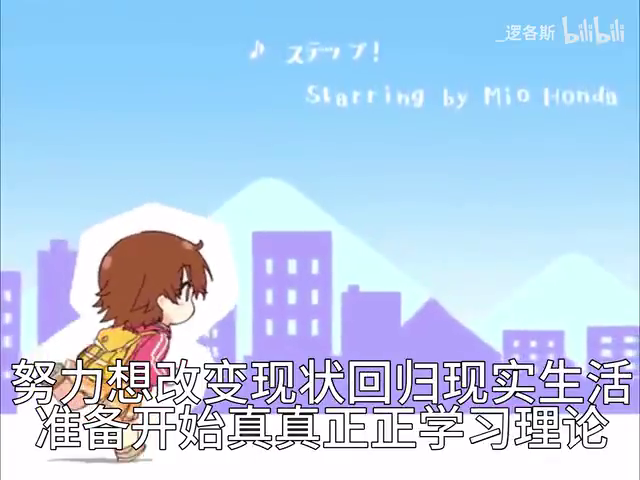 _逻各斯 bilibili
♪ ステップ!
Starring by Mio Honda
努力想改变现状回归现实生活
准备开始真真正正学习理论